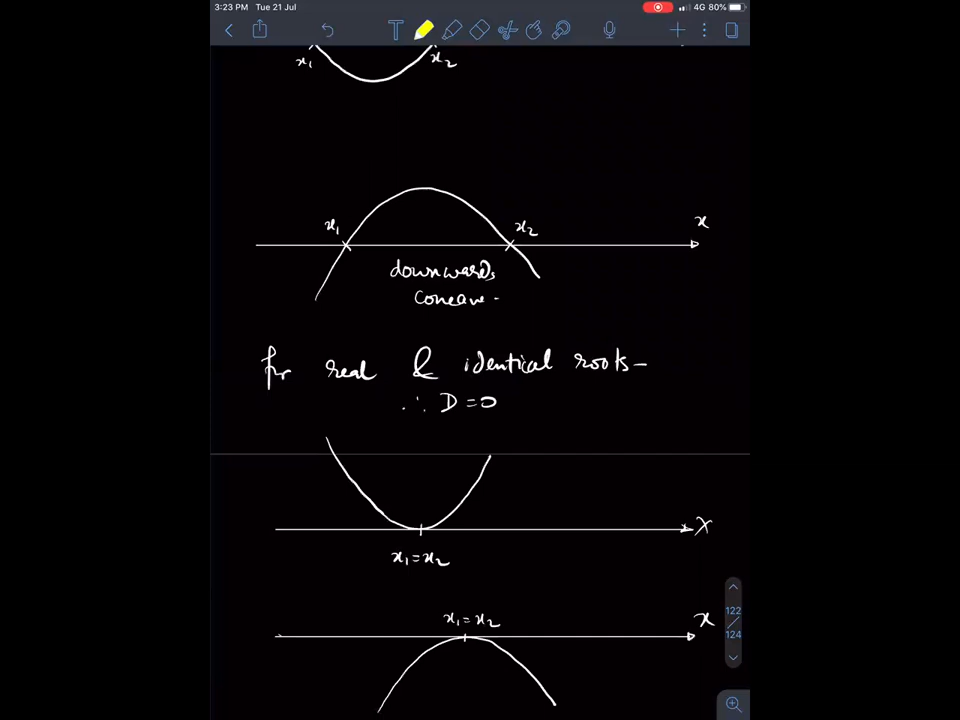 3:23 PM Tue 21 Jul 4G 80%
T
x₁ x₂
x₁ x₂ x
downwards
concave.
for real & identical roots-
∴ D = 0
x
x₁ = x₂
x₁ = x₂ x
122
/
124